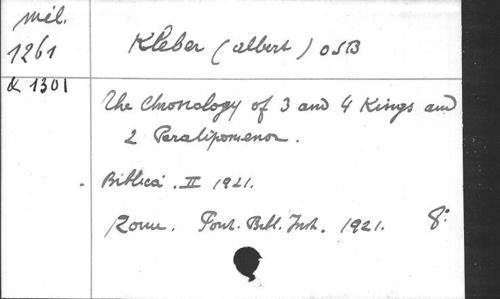 mél.
1261
& 1301
Kleber (Albert) OSB
The Chronology of 3 and 4 Kings and
2 Paralipomenon.
Biblica. II 1921.
Rome. Pont. Bibl. Inst. 1921. 8°